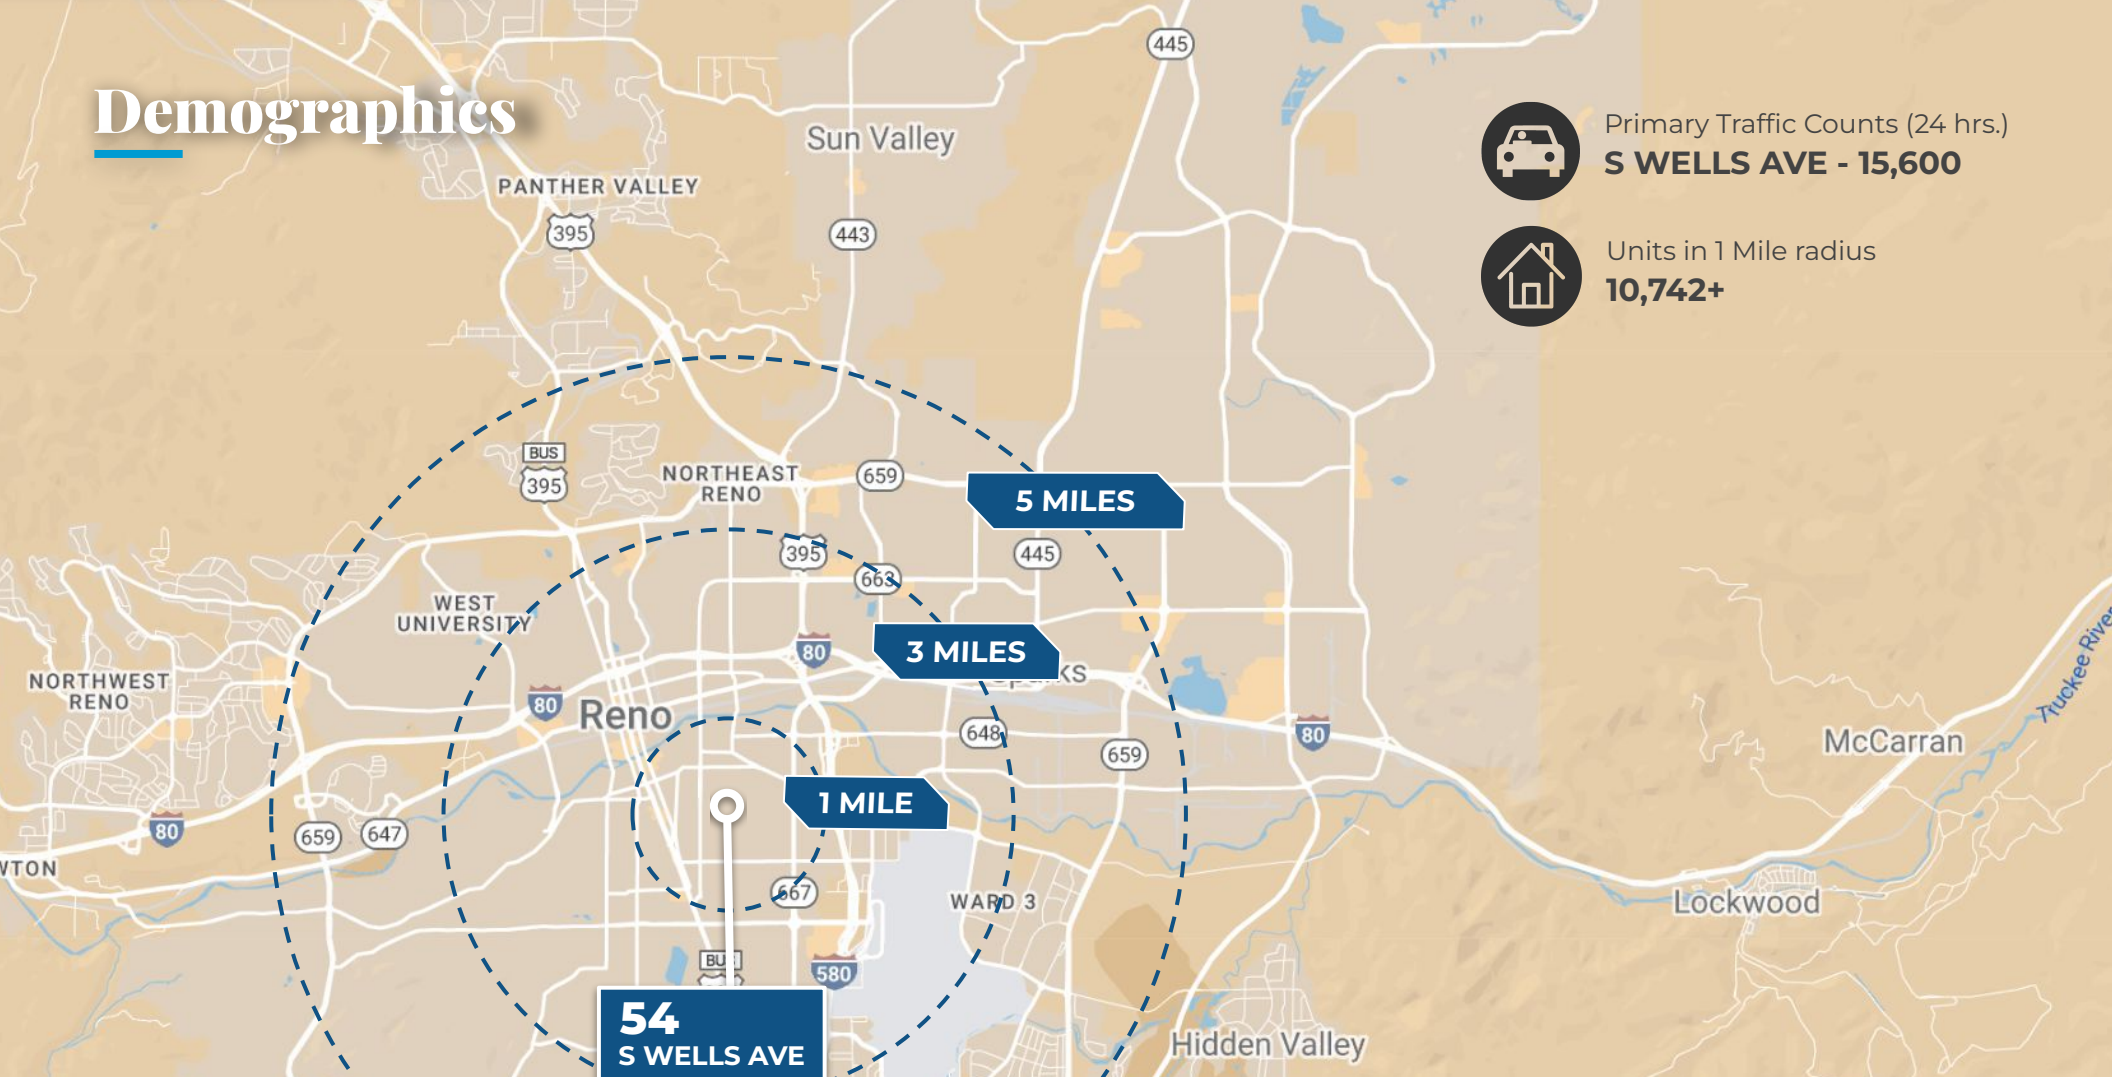 Demographics
445
Primary Traffic Counts (24 hrs.)
S WELLS AVE - 15,600
Sun Valley
PANTHER VALLEY
395
443
Units in 1 Mile radius
10,742+
BUS
395
NORTHEAST
RENO
659
5 MILES
395
445
663
WEST
UNIVERSITY
80
3 MILES
NORTHWEST
RENO
80
Reno
648
659
80
McCarran
Truckee River
1 MILE
80
659
647
667
WARD 3
Lockwood
580
54
S WELLS AVE
Hidden Valley